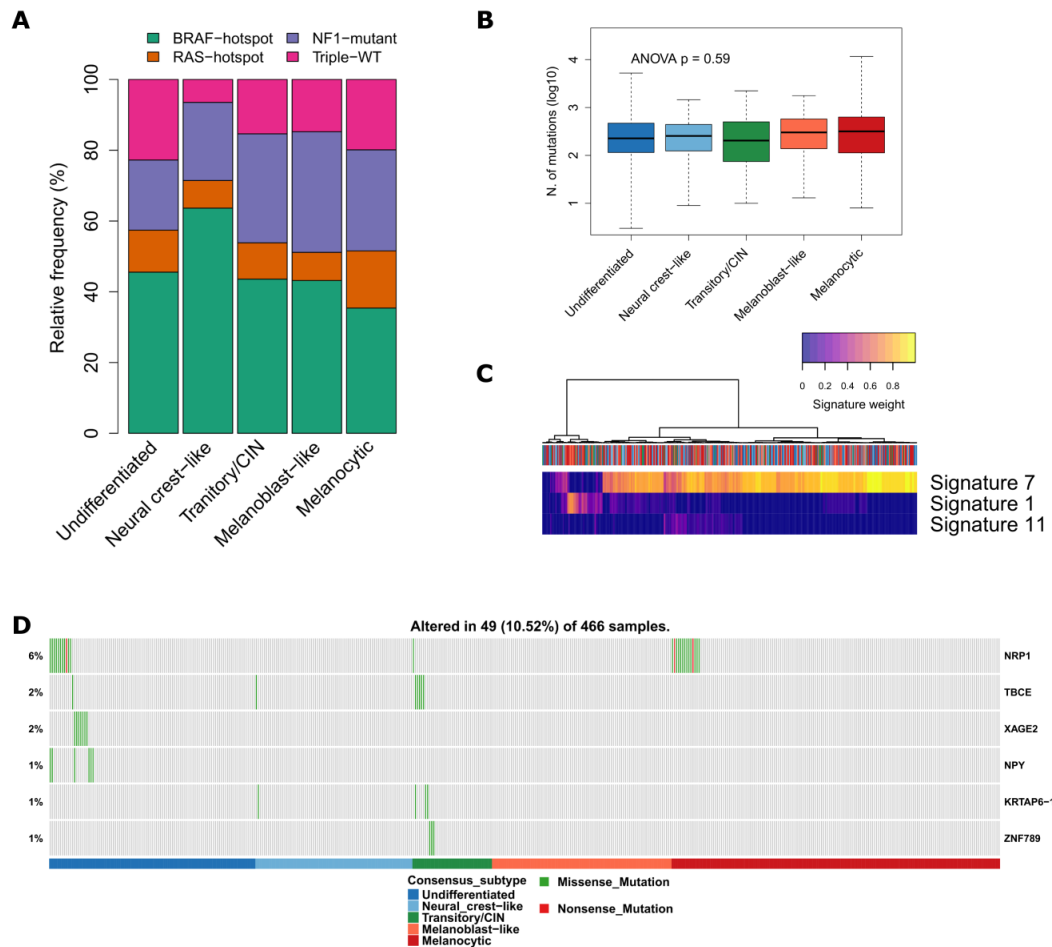 A
BRAF-hotspot
NF1-mutant
RAS-hotspot
Triple-WT
Relative frequency (%)
100
80
60
40
20
0
Undifferentiated
Neural crest-like
Tranitory/CIN
Melanoblast-like
Melanocytic
B
ANOVA p = 0.59
N. of mutations (log10)
4
3
2
1
Undifferentiated
Neural crest-like
Transitory/CIN
Melanoblast-like
Melanocytic
C
0 0.2 0.4 0.6 0.8
Signature weight
Signature 7
Signature 1
Signature 11
D
Altered in 49 (10.52%) of 466 samples.
6% NRP1
2% TBCE
2% XAGE2
1% NPY
1% KRTAP6-1
1% ZNF789
Consensus_subtype
Undifferentiated
Neural_crest-like
Transitory/CIN
Melanoblast-like
Melanocytic
Missense_Mutation
Nonsense_Mutation